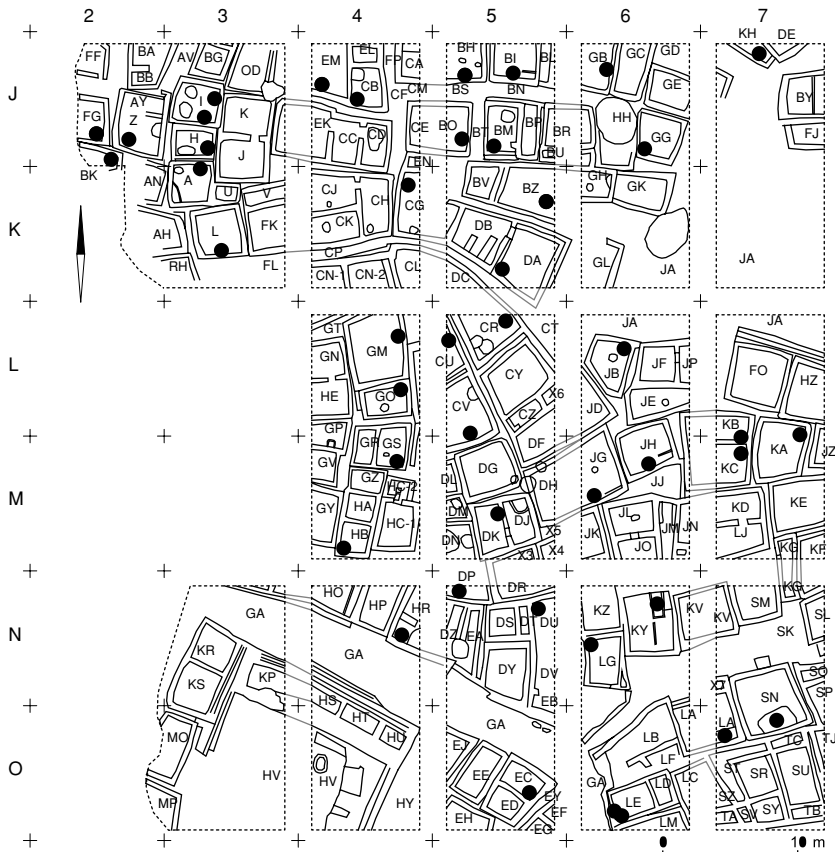 2 3 4 5 6 7
J
K
L
M
N
O
FF BA AV BG OD
BB
AY I K
FG Z H J
BK AN A U V
AH L FK
RH FL
EM EL FP CA
CB CF CM
EK CC CD CE
EN
CJ CH CG
CK
CP
CN-1 CN-2 CL
BH BI BL
BS BN
BO BT BM BP BR
BU
BV BZ
DB DA
DC
GB GC GD
GE
HH
GG
GH GK
GL JA
KH DE
BY
FJ
JA
GT
GN GM
HE GO
GP GR GS
GV GZ HC-2
GY HA HC-1
HB
CR CT
CU
CY
CV CZ X6
DF
DG
DL DH
DM DJ
DN DK X5
X3 X4
JA
JB JF JP
JD JE
JG JH
JJ
JL
JK JM JN
JO
JA
FO HZ
KB
KA JZ
KC
KD KE
LJ
KG KF
KG
GA
KR
KS KP
MO
HV
MP
HO HP HR
GA
HS HT
HU
HV
HY
DP DR
DS DT DU
DZ EA
DY DV
EB
GA
EJ
EE EC
EY
ED EF
EH EG
KZ KY KV
LG
LA
LB
LF
GA LD LC
LE
LM
KV SM SL
SK
SO
X7 SN SP
LA
TC TJ
ST SR SU
SZ
TA SV SY TB
0 10 m